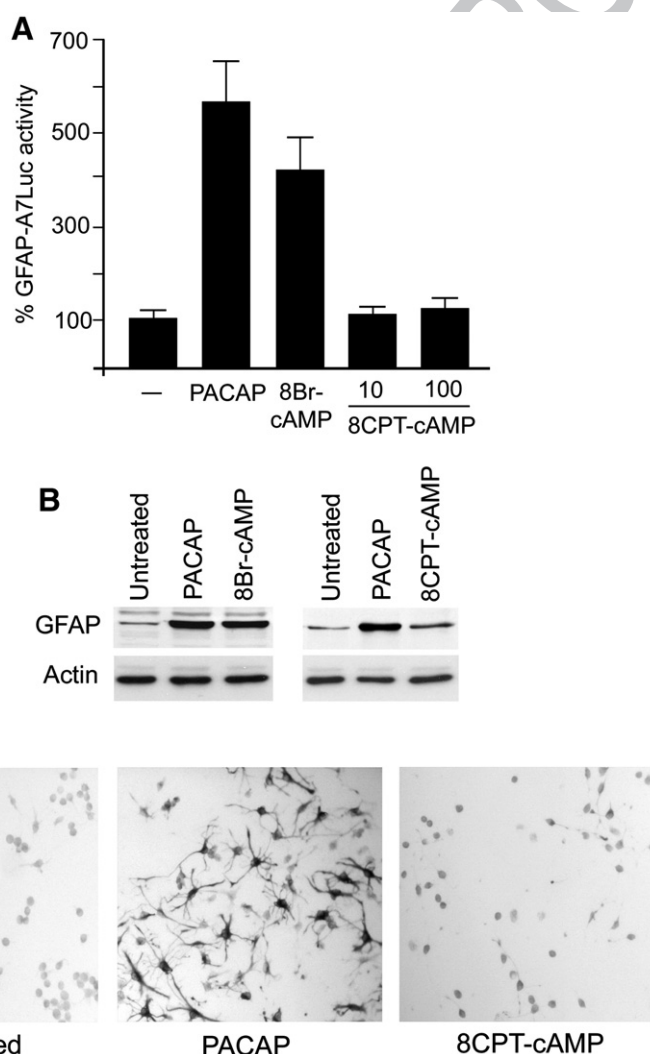 A
700
500
300
100
% GFAP-A7Luc activity
— PACAP 8Br-cAMP 10 100
8CPT-cAMP
B
Untreated PACAP 8Br-cAMP Untreated PACAP 8CPT-cAMP
GFAP
Actin
ed PACAP 8CPT-cAMP